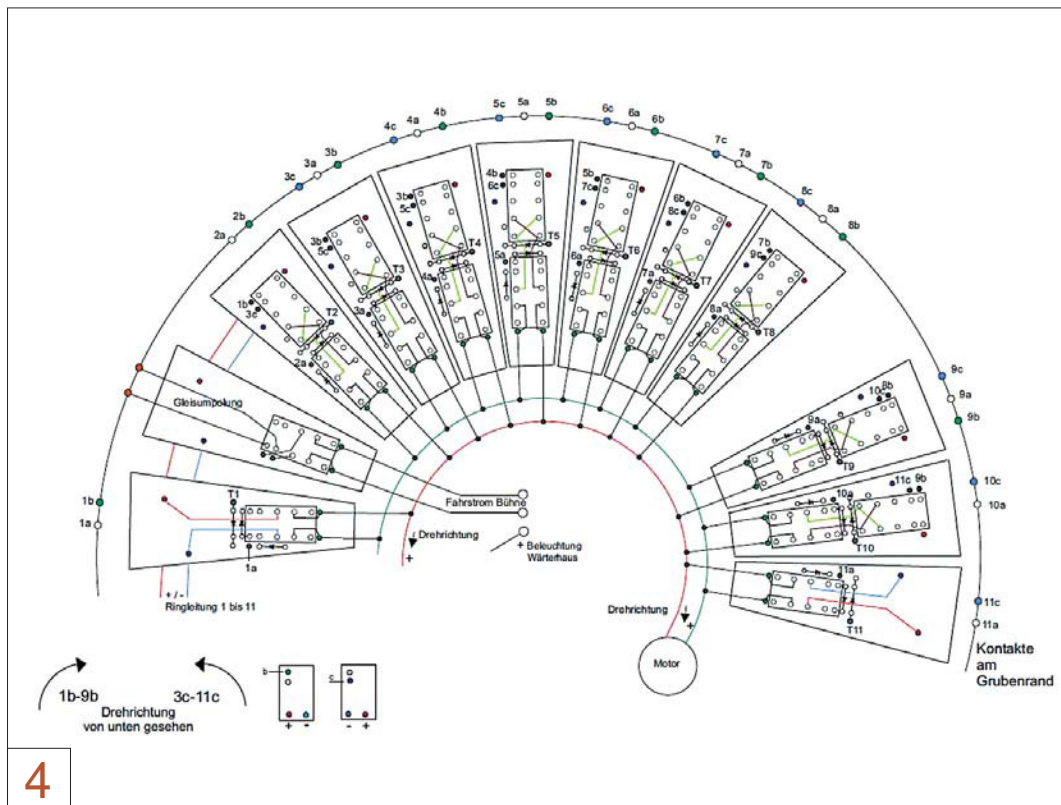 5c 5a 5b
4c 4a 4b
6c 6a 6b
3c 3a 3b
7c 7a 7b
2a 2b
8c 8a 8b
1b
3c
T2
2a
3b
5c
T3
3a
3b
5c
T4
4a
4b
6c
T5
5a
5b
7c
T6
6a
6b
8c
T7
7a
7b
9c
T8
8a
9c
9a
9b
10c
8b
9a
T9
Gleisumpolung
10c
10a
11c
9b
10a
T10
1b
1a
T1
1a
Fahrstrom Bühne
Drehrichtung
-
+
+ Beleuchtung
Wärterhaus
+ / -
Ringleitung 1 bis 11
11a
T11
11c
11a
Drehrichtung
-
+
Motor
Kontakte
am
Grubenrand
1b-9b
3c-11c
Drehrichtung
von unten gesehen
b
+ -
c
- +
4